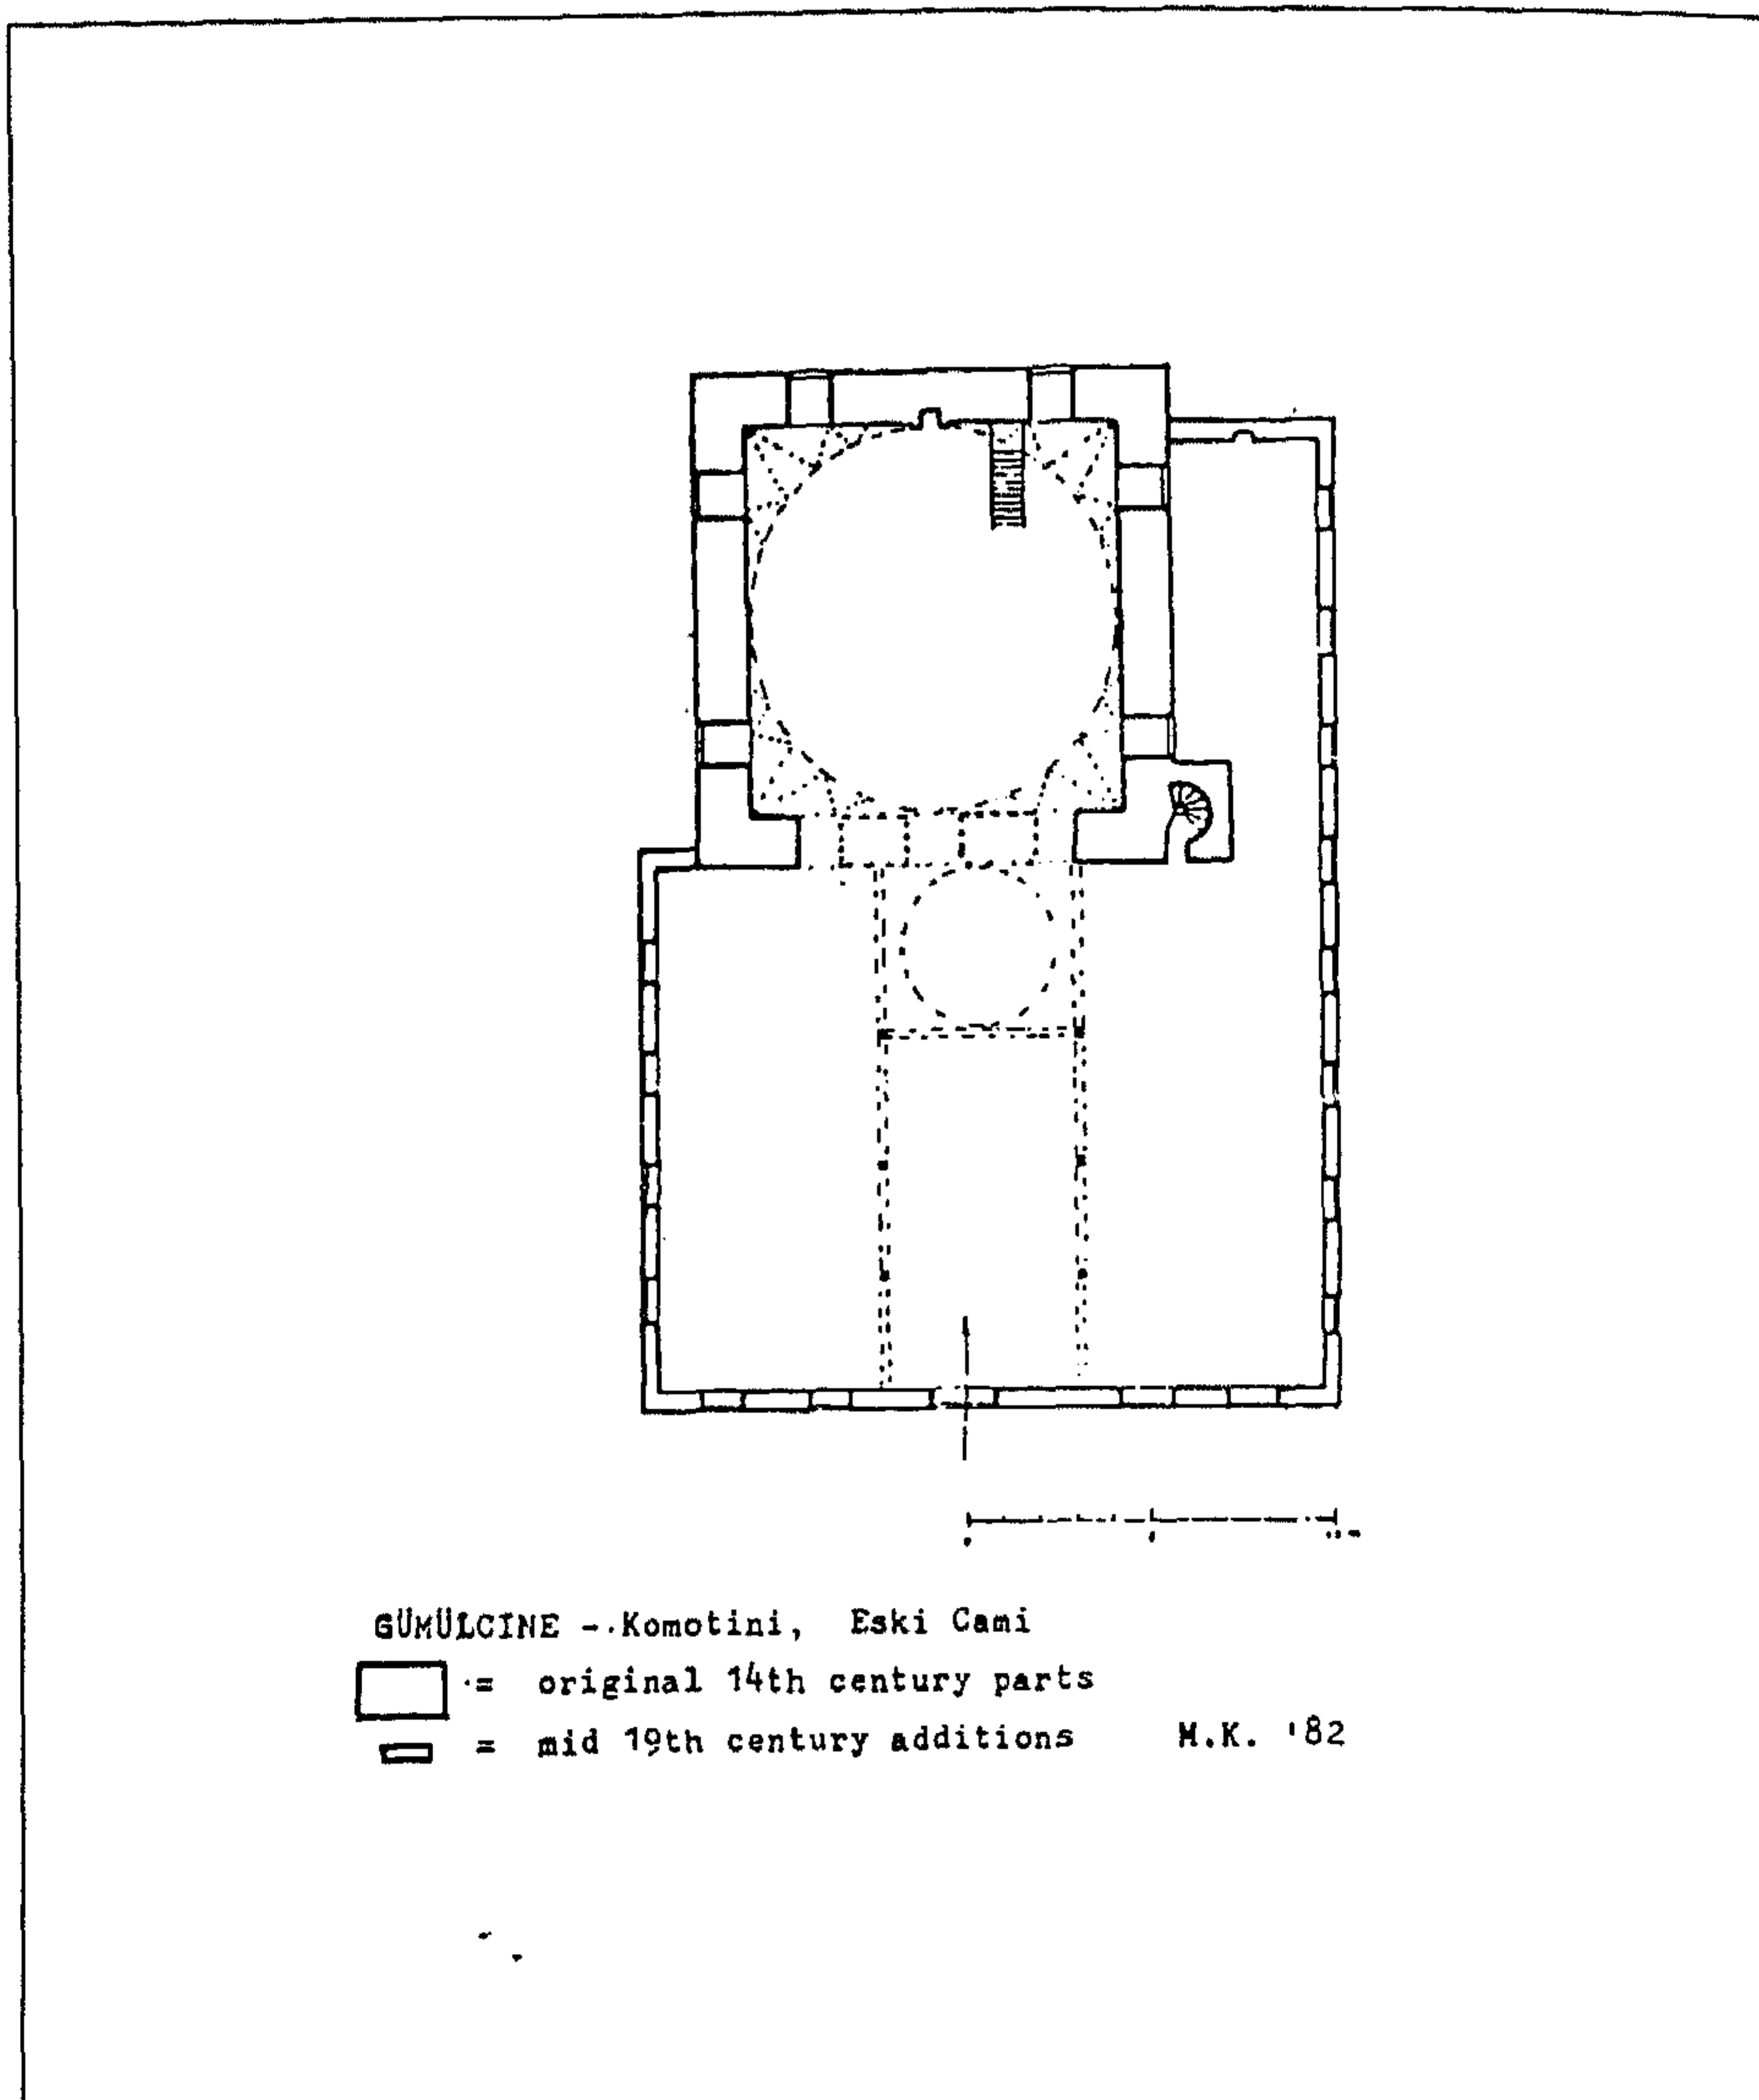 GÜMÜLCINE - Komotini, Eski Cami
= original 14th century parts
= mid 19th century additions M.K. '82